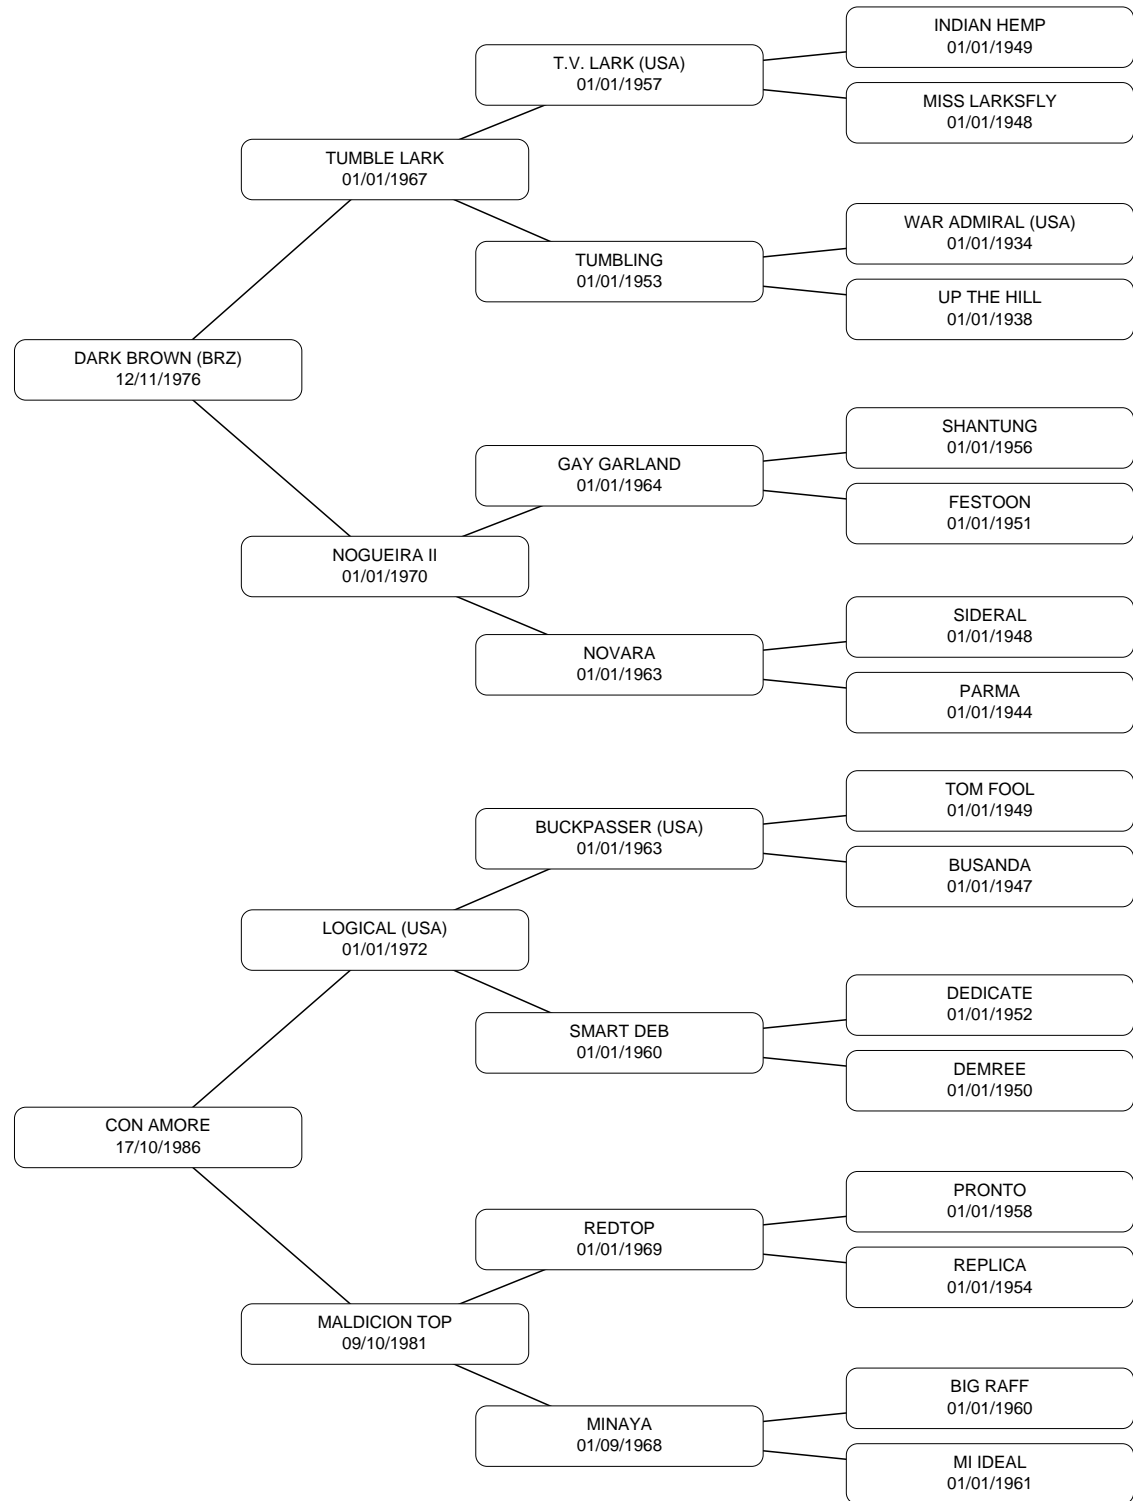 INDIAN HEMP
01/01/1949
T.V. LARK (USA)
01/01/1957
MISS LARKSFLY
01/01/1948
TUMBLE LARK
01/01/1967
WAR ADMIRAL (USA)
01/01/1934
TUMBLING
01/01/1953
UP THE HILL
01/01/1938
DARK BROWN (BRZ)
12/11/1976
SHANTUNG
01/01/1956
GAY GARLAND
01/01/1964
FESTOON
01/01/1951
NOGUEIRA II
01/01/1970
SIDERAL
01/01/1948
NOVARA
01/01/1963
PARMA
01/01/1944
TOM FOOL
01/01/1949
BUCKPASSER (USA)
01/01/1963
BUSANDA
01/01/1947
LOGICAL (USA)
01/01/1972
DEDICATE
01/01/1952
SMART DEB
01/01/1960
DEMREE
01/01/1950
CON AMORE
17/10/1986
PRONTO
01/01/1958
REDTOP
01/01/1969
REPLICA
01/01/1954
MALDICION TOP
09/10/1981
BIG RAFF
01/01/1960
MINAYA
01/09/1968
MI IDEAL
01/01/1961